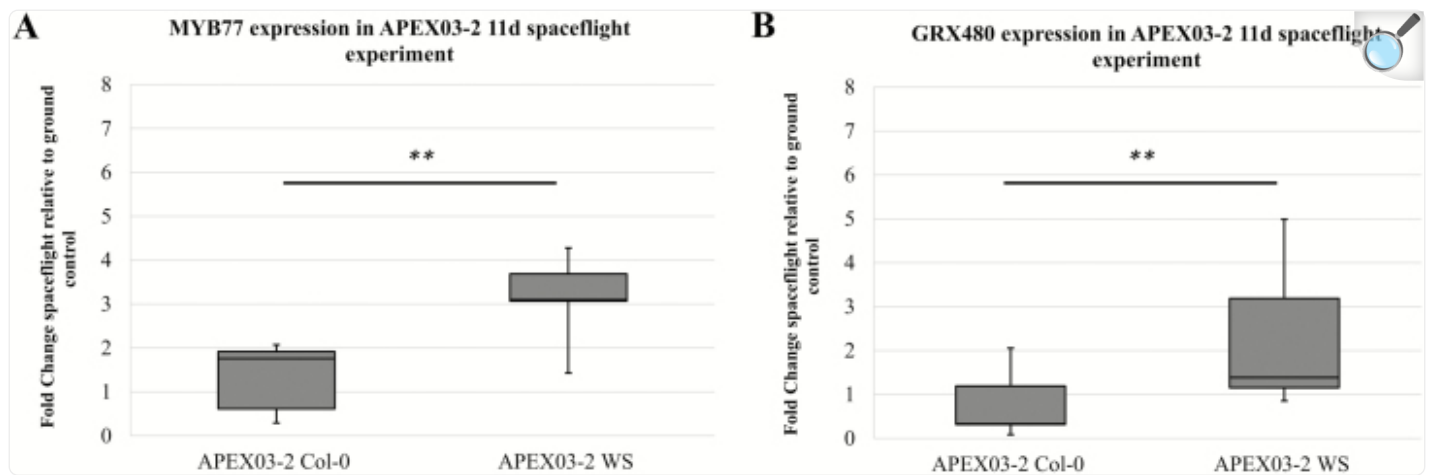 A
MYB77 expression in APEX03-2 11d spaceflight
experiment
Fold Change spaceflight relative to ground
control
8
7
6
5
4
3
2
1
0
**
APEX03-2 Col-0
APEX03-2 WS
B
GRX480 expression in APEX03-2 11d spaceflight
experiment
Fold Change spaceflight relative to ground
control
8
7
6
5
4
3
2
1
0
**
APEX03-2 Col-0
APEX03-2 WS